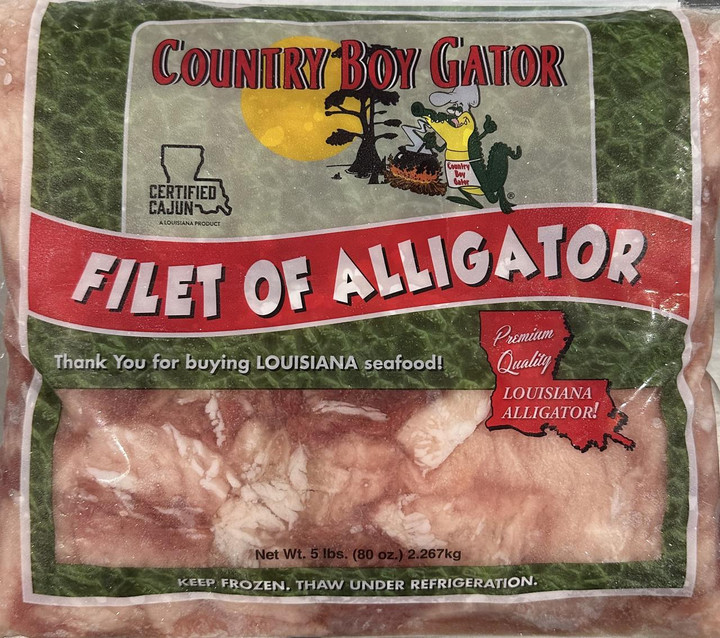 COUNTRY BOY GATOR
Country
Boy
Gator
®
CERTIFIED
CAJUN
A LOUISIANA PRODUCT
FILET OF ALLIGATOR
Thank You for buying LOUISIANA seafood!
Premium
Quality
LOUISIANA
ALLIGATOR!
Net Wt. 5 lbs. (80 oz.) 2.267kg
KEEP FROZEN. THAW UNDER REFRIGERATION.